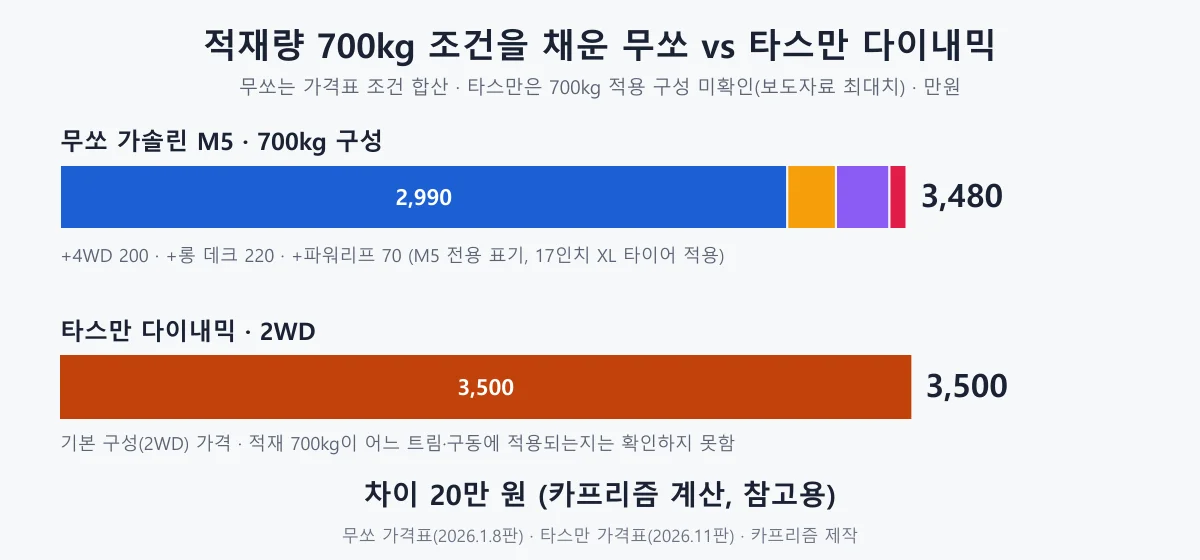 적재량 700kg 조건을 채운 무쏘 vs 타스만 다이내믹
무쏘는 가격표 조건 합산 · 타스만은 700kg 적용 구성 미확인(보도자료 최대치) · 만원
무쏘 가솔린 M5 · 700kg 구성
2,990
3,480
+4WD 200 · +롱 데크 220 · +파워리프 70 (M5 전용 표기, 17인치 XL 타이어 적용)
타스만 다이내믹 · 2WD
3,500
3,500
기본 구성(2WD) 가격 · 적재 700kg이 어느 트림·구동에 적용되는지는 확인하지 못함
차이 20만 원 (카프리즘 계산, 참고용)
무쏘 가격표(2026.1.8판) · 타스만 가격표(2026.11판) · 카프리즘 제작